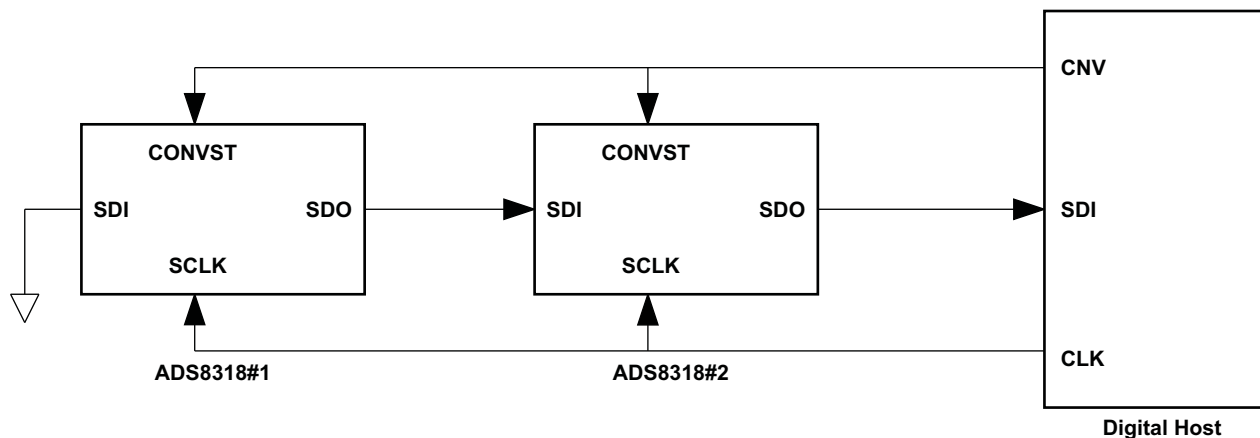 CNV
CONVST
CONVST
SDI
SDO
SDI
SDO
SDI
SCLK
SCLK
CLK
ADS8318#1
ADS8318#2
Digital Host